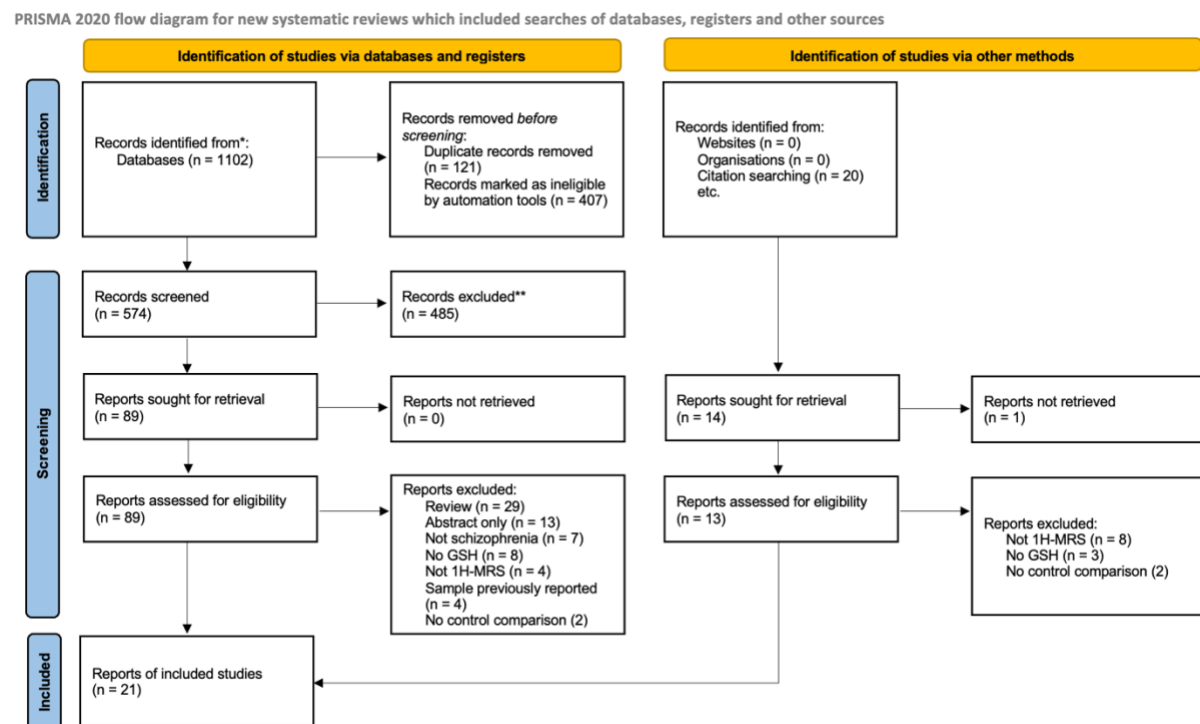 PRISMA 2020 flow diagram for new systematic reviews which included searches of databases, registers and other sources
Identification of studies via databases and registers
Identification of studies via other methods
Identification
Records identified from*:
Databases (n = 1102)
Records removed before
screening:
Duplicate records removed
(n = 121)
Records marked as ineligible
by automation tools (n = 407)
Records identified from:
Websites (n = 0)
Organisations (n = 0)
Citation searching (n = 20)
etc.
Screening
Records screened
(n = 574)
Records excluded**
(n = 485)
Reports sought for retrieval
(n = 89)
Reports not retrieved
(n = 0)
Reports sought for retrieval
(n = 14)
Reports not retrieved
(n = 1)
Reports assessed for eligibility
(n = 89)
Reports excluded:
Review (n = 29)
Abstract only (n = 13)
Not schizophrenia (n = 7)
No GSH (n = 8)
Not 1H-MRS (n = 4)
Sample previously reported
(n = 4)
No control comparison (2)
Reports assessed for eligibility
(n = 13)
Reports excluded:
Not 1H-MRS (n = 8)
No GSH (n = 3)
No control comparison (2)
Included
Reports of included studies
(n = 21)